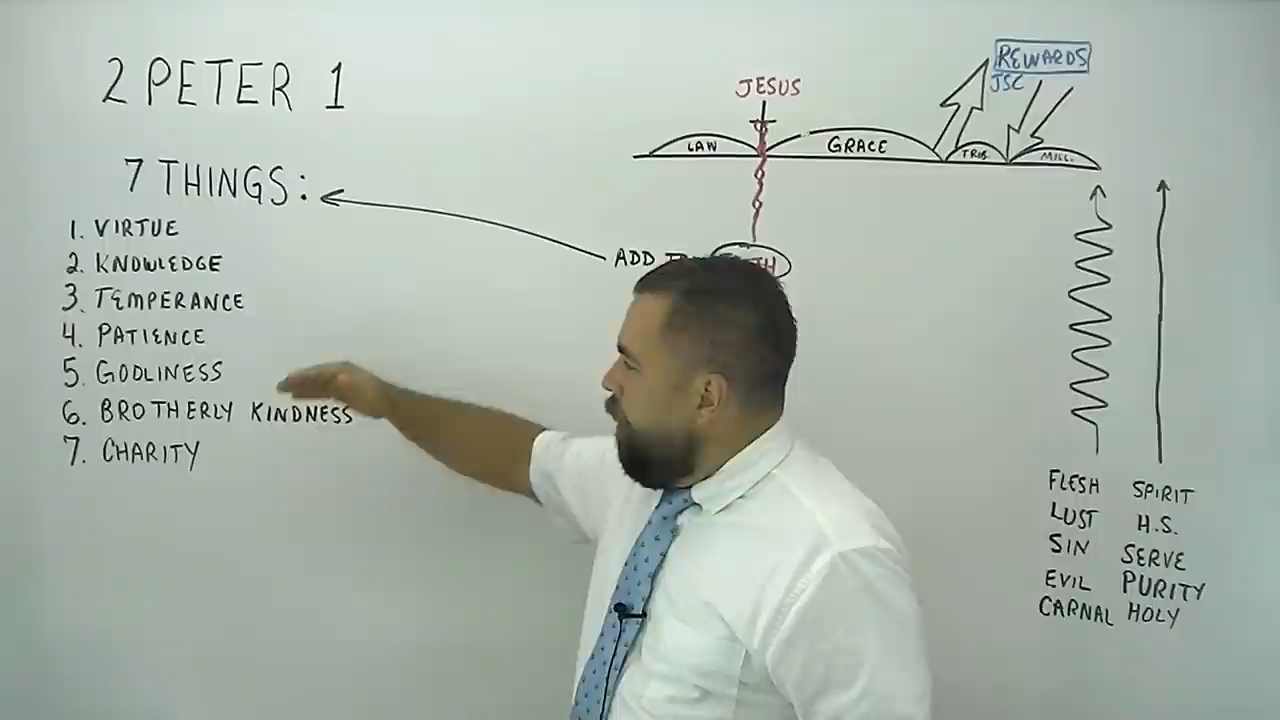 2 PETER 1
7 THINGS:
1. VIRTUE
2. KNOWLEDGE
3. TEMPERANCE
4. PATIENCE
5. GODLINESS
6. BROTHERLY KINDNESS
7. CHARITY
ADD
JESUS
LAW
GRACE
TRIB
MILL.
REWARDS
JSC
FLESH SPIRIT
LUST H.S.
SIN SERVE
EVIL PURITY
CARNAL HOLY